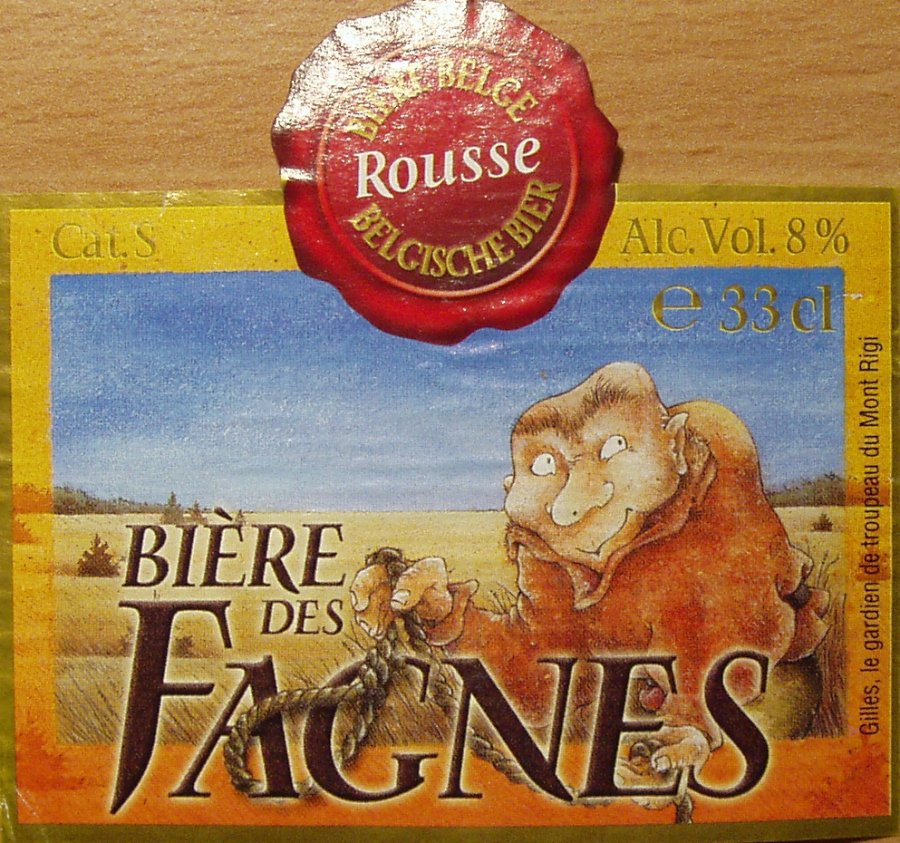 BIÈRE BELGE
Rousse
BELGISCHE BIER
Cat. S
Alc. Vol. 8%
e 33 cl
Gilles, le gardien de troupeau du Mont Rigi
BIÈRE
DES
FAGNES